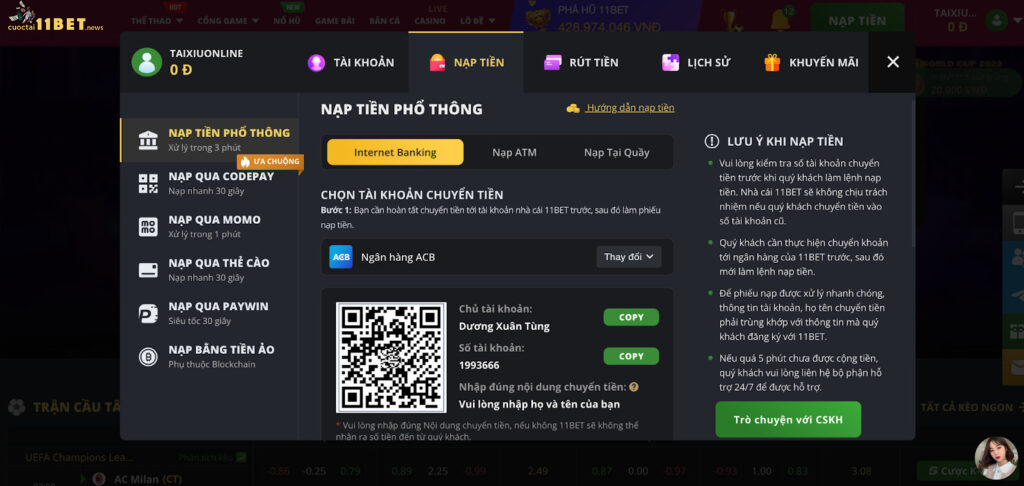 cuoctai11BET.news
HOT
NEW
THỂ THAO
CỔNG GAME
NỔ HŨ
GAME BÀI
BẮN CÁ
LIVE
CASINO
LÔ ĐỀ
PHÁ HŨ 11BET
428,974,046 VNĐ
12
NẠP TIỀN
TAIXIU...
0 Đ
TAIXIUONLINE
0 Đ
TÀI KHOẢN
NẠP TIỀN
RÚT TIỀN
LỊCH SỬ
KHUYẾN MÃI
WORLD CUP 2022
20,000 VNĐ
NẠP TIỀN PHỔ THÔNG
Xử lý trong 3 phút
ƯA CHUỘNG
NẠP QUA CODEPAY
Nạp nhanh 30 giây
NẠP QUA MOMO
Xử lý trong 1 phút
NẠP QUA THẺ CÀO
Nạp nhanh 30 giây
NẠP QUA PAYWIN
Siêu tốc 30 giây
NẠP BẰNG TIỀN ẢO
Phụ thuộc Blockchain
NẠP TIỀN PHỔ THÔNG
Hướng dẫn nạp tiền
Internet Banking
Nạp ATM
Nạp Tại Quầy
CHỌN TÀI KHOẢN CHUYỂN TIỀN
Bước 1: Bạn cần hoàn tất chuyển tiền tới tài khoản nhà cái 11BET trước, sau đó làm phiếu
nạp tiền.
ACB
Ngân hàng ACB
Thay đổi
Chủ tài khoản:
Dương Xuân Tùng
COPY
Số tài khoản:
1993666
COPY
Nhập đúng nội dung chuyển tiền:
Vui lòng nhập họ và tên của bạn
* Vui lòng nhập đúng Nội dung chuyển tiền, nếu không 11BET sẽ không thể
nhận ra số tiền đến từ quý khách.
LƯU Ý KHI NẠP TIỀN
Vui lòng kiểm tra số tài khoản chuyển
tiền trước khi quý khách làm lệnh nạp
tiền. Nhà cái 11BET sẽ không chịu trách
nhiệm nếu quý khách chuyển tiền vào
số tài khoản cũ.
Quý khách cần thực hiện chuyển khoản
tới ngân hàng của 11BET trước, sau đó
mới làm lệnh nạp tiền.
Để phiếu nạp được xử lý nhanh chóng,
thông tin tài khoản, họ tên chuyển tiền
phải trùng khớp với thông tin mà quý
khách đăng ký với 11BET.
Nếu quá 5 phút chưa được cộng tiền,
quý khách vui lòng liên hệ bộ phận hỗ
trợ 24/7 để được hỗ trợ.
Trò chuyện với CSKH
TRẬN CẦU TÂ
TẤT CẢ KÈO NGON
UEFA Champions Lea...
Phân tích kèo
AC Milan (CT)
-0.86 -0.25 0.79 0.89 2.25 -0.99 2.49 0.87 0.00 -0.97 -0.93 1.00 0.83 3.08
Cược K